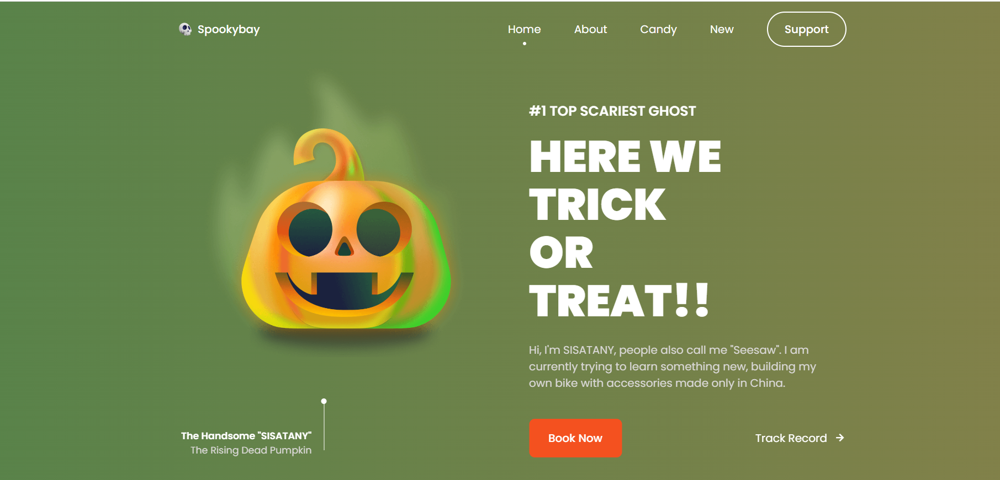 Spookybay
Home
About
Candy
New
Support
#1 TOP SCARIEST GHOST
HERE WE
TRICK
OR
TREAT!!
Hi, I'm SISATANY, people also call me "Seesaw". I am
currently trying to learn something new, building my
own bike with accessories made only in China.
The Handsome "SISATANY"
The Rising Dead Pumpkin
Book Now
Track Record →